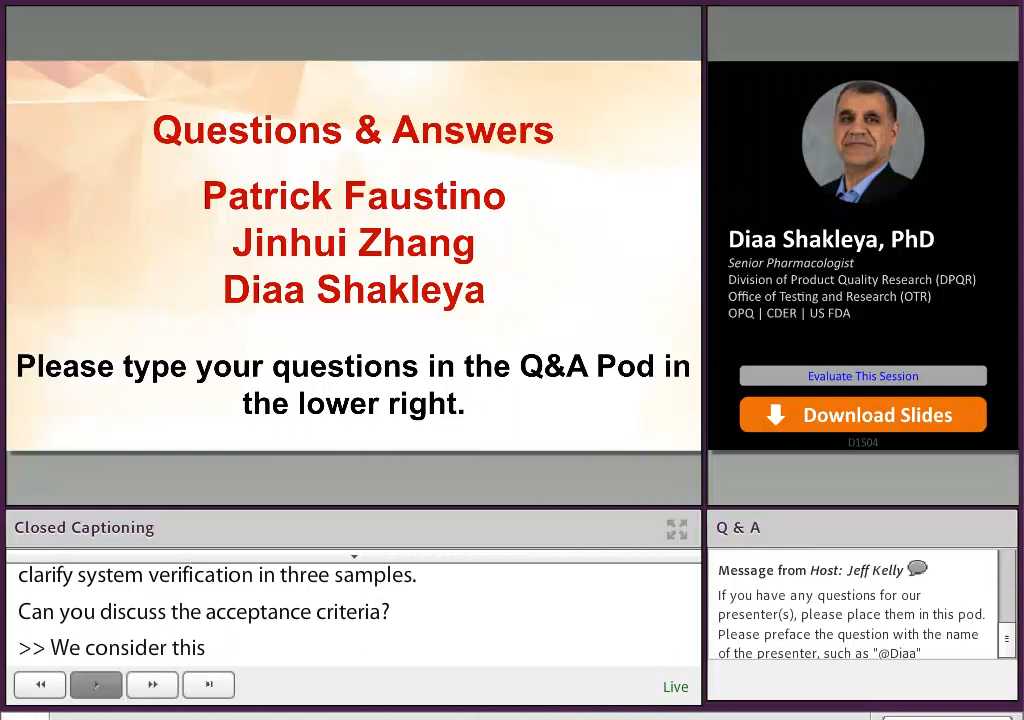 Questions & Answers
Patrick Faustino
Jinhui Zhang
Diaa Shakleya
Please type your questions in the Q&A Pod in
the lower right.
Diaa Shakleya, PhD
Senior Pharmacologist
Division of Product Quality Research (DPQR)
Office of Testing and Research (OTR)
OPQ | CDER | US FDA
Evaluate This Session
Download Slides
D1S04
Closed Captioning
clarify system verification in three samples.
Can you discuss the acceptance criteria?
>> We consider this
Live
Q & A
Message from Host: Jeff Kelly
If you have any questions for our
presenter(s), please place them in this pod.
Please preface the question with the name
of the presenter, such as "@Diaa"